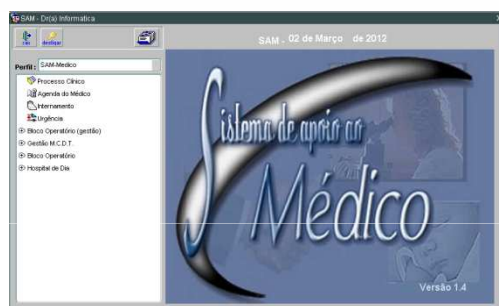 SAM - Dr(a) Informatica
sair
desligar
SAM - 02 de Março de 2012
Perfil: SAM-Medico
Processo Clínico
Agenda do Médico
Internamento
Urgência
Bloco Operatório (gestão)
Gestão M.C.D.T.
Bloco Operatório
Hospital de Dia
Sistema de apoio ao
Médico
Versão 1.4